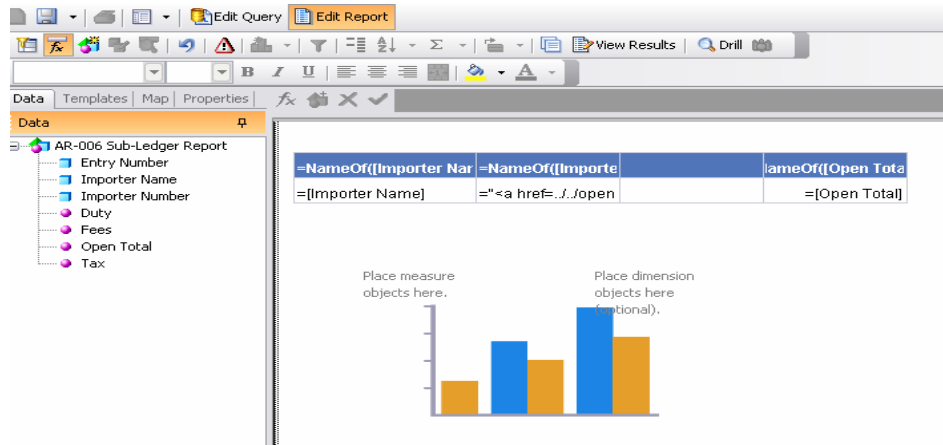 Edit Query Edit Report
View Results Drill
B I U A
Data Templates Map Properties
Data
AR-006 Sub-Ledger Report
Entry Number
Importer Name
Importer Number
Duty
Fees
Open Total
Tax
=NameOf([Importer Nar =NameOf([Importe lameOf([Open Tota
=[Importer Name] ="<a href=../../open =[Open Total]
Place measure
objects here.
Place dimension
objects here
(optional).